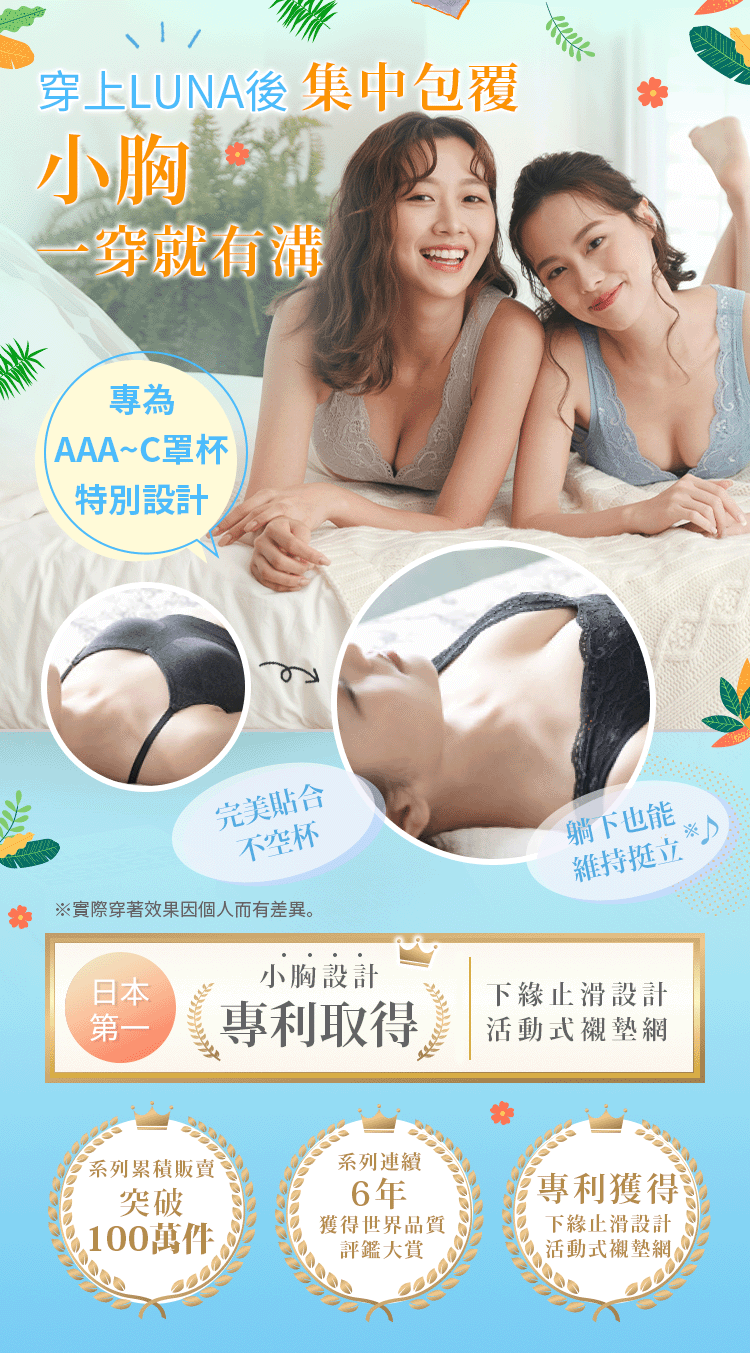 穿上LUNA後 集中包覆
小胸
一穿就有溝
專為
AAA~C罩杯
特別設計
完美貼合
不空杯
躺下也能
維持挺立※♪
※實際穿著效果因個人而有差異。
日本
第一
小胸設計
專利取得
下緣止滑設計
活動式襯墊網
系列累積販賣
突破
100萬件
系列連續
6年
獲得世界品質
評鑑大賞
專利獲得
下緣止滑設計
活動式襯墊網